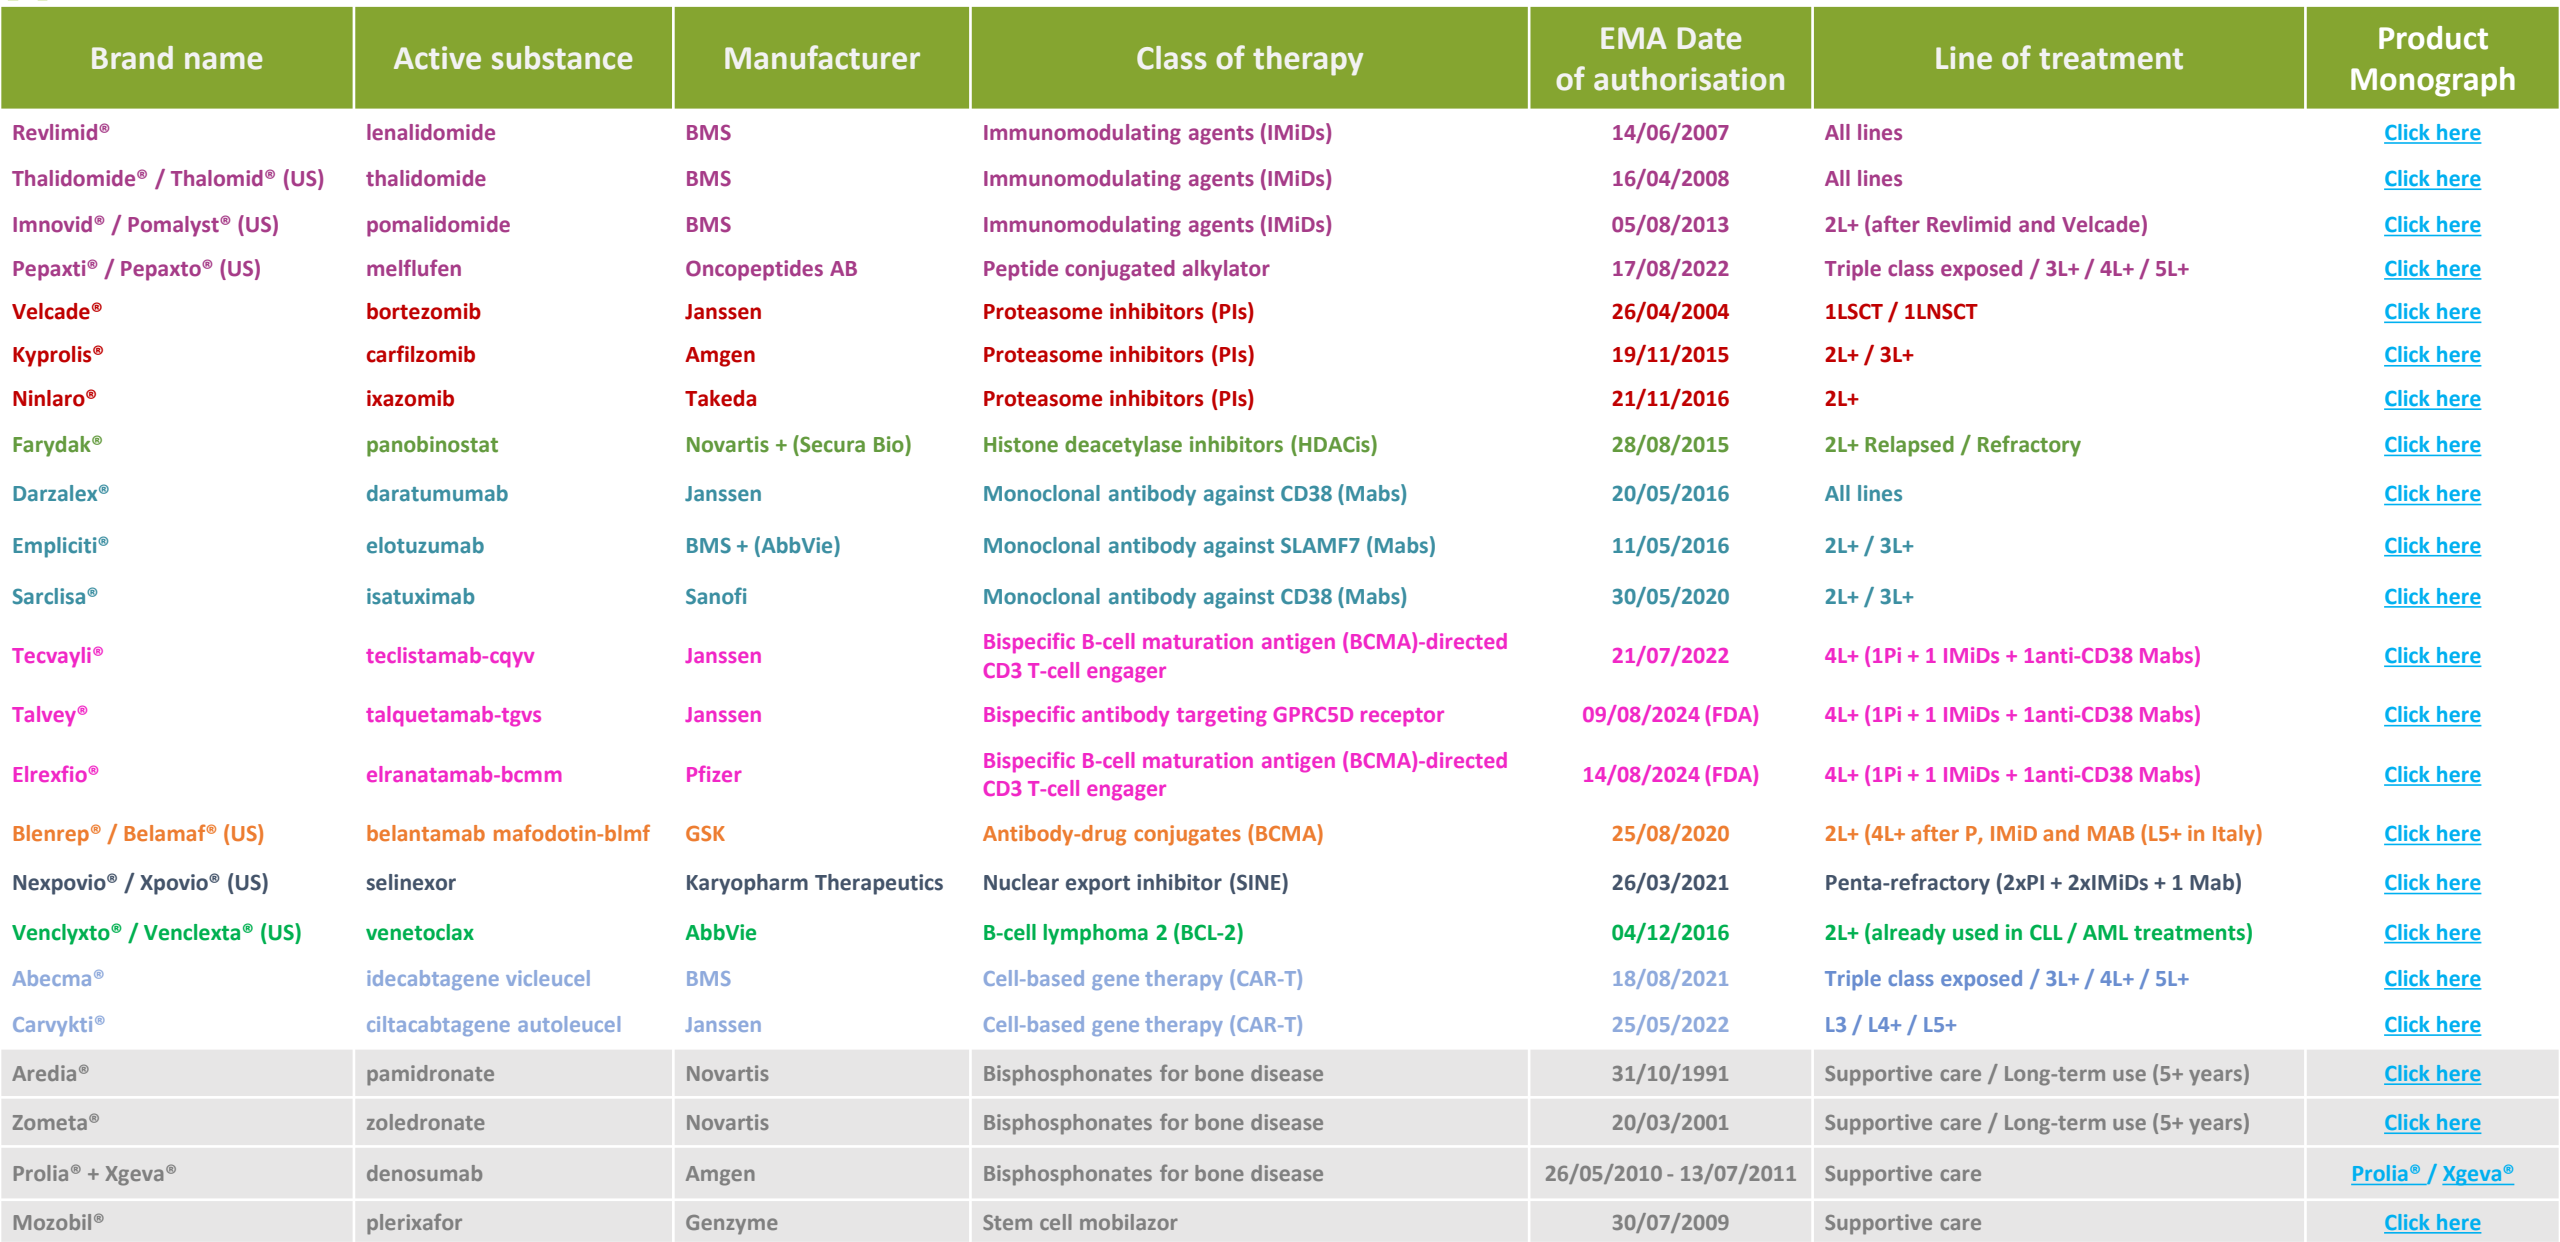 Brand name Active substance Manufacturer Class of therapy EMA Date of authorisation Line of treatment Product Monograph
Revlimid® lenalidomide BMS Immunomodulating agents (IMiDs) 14/06/2007 All lines Click here
Thalidomide® / Thalomid® (US) thalidomide BMS Immunomodulating agents (IMiDs) 16/04/2008 All lines Click here
Imnovid® / Pomalyst® (US) pomalidomide BMS Immunomodulating agents (IMiDs) 05/08/2013 2L+ (after Revlimid and Velcade) Click here
Pepaxti® / Pepaxto® (US) melflufen Oncopeptides AB Peptide conjugated alkylator 17/08/2022 Triple class exposed / 3L+ / 4L+ / 5L+ Click here
Velcade® bortezomib Janssen Proteasome inhibitors (PIs) 26/04/2004 1LSCT / 1LNSCT Click here
Kyprolis® carfilzomib Amgen Proteasome inhibitors (PIs) 19/11/2015 2L+ / 3L+ Click here
Ninlaro® ixazomib Takeda Proteasome inhibitors (PIs) 21/11/2016 2L+ Click here
Farydak® panobinostat Novartis + (Secura Bio) Histone deacetylase inhibitors (HDACis) 28/08/2015 2L+ Relapsed / Refractory Click here
Darzalex® daratumumab Janssen Monoclonal antibody against CD38 (Mabs) 20/05/2016 All lines Click here
Empliciti® elotuzumab BMS + (AbbVie) Monoclonal antibody against SLAMF7 (Mabs) 11/05/2016 2L+ / 3L+ Click here
Sarclisa® isatuximab Sanofi Monoclonal antibody against CD38 (Mabs) 30/05/2020 2L+ / 3L+ Click here
Tecvayli® teclistamab-cqyv Janssen Bispecific B-cell maturation antigen (BCMA)-directed CD3 T-cell engager 21/07/2022 4L+ (1Pi + 1 IMiDs + 1anti-CD38 Mabs) Click here
Talvey® talquetamab-tgvs Janssen Bispecific antibody targeting GPRC5D receptor 09/08/2024 (FDA) 4L+ (1Pi + 1 IMiDs + 1anti-CD38 Mabs) Click here
Elrexfio® elranatamab-bcmm Pfizer Bispecific B-cell maturation antigen (BCMA)-directed CD3 T-cell engager 14/08/2024 (FDA) 4L+ (1Pi + 1 IMiDs + 1anti-CD38 Mabs) Click here
Blenrep® / Belamaf® (US) belantamab mafodotin-blmf GSK Antibody-drug conjugates (BCMA) 25/08/2020 2L+ (4L+ after P, IMiD and MAB (L5+ in Italy) Click here
Nexpovio® / Xpovio® (US) selinexor Karyopharm Therapeutics Nuclear export inhibitor (SINE) 26/03/2021 Penta-refractory (2xPI + 2xIMiDs + 1 Mab) Click here
Venclyxto® / Venclexta® (US) venetoclax AbbVie B-cell lymphoma 2 (BCL-2) 04/12/2016 2L+ (already used in CLL / AML treatments) Click here
Abecma® idecabtagene vicleucel BMS Cell-based gene therapy (CAR-T) 18/08/2021 Triple class exposed / 3L+ / 4L+ / 5L+ Click here
Carvykti® ciltacabtagene autoleucel Janssen Cell-based gene therapy (CAR-T) 25/05/2022 L3 / L4+ / L5+ Click here
Aredia® pamidronate Novartis Bisphosphonates for bone disease 31/10/1991 Supportive care / Long-term use (5+ years) Click here
Zometa® zoledronate Novartis Bisphosphonates for bone disease 20/03/2001 Supportive care / Long-term use (5+ years) Click here
Prolia® + Xgeva® denosumab Amgen Bisphosphonates for bone disease 26/05/2010 - 13/07/2011 Supportive care Prolia® / Xgeva®
Mozobil® plerixafor Genzyme Stem cell mobilazor 30/07/2009 Supportive care Click here